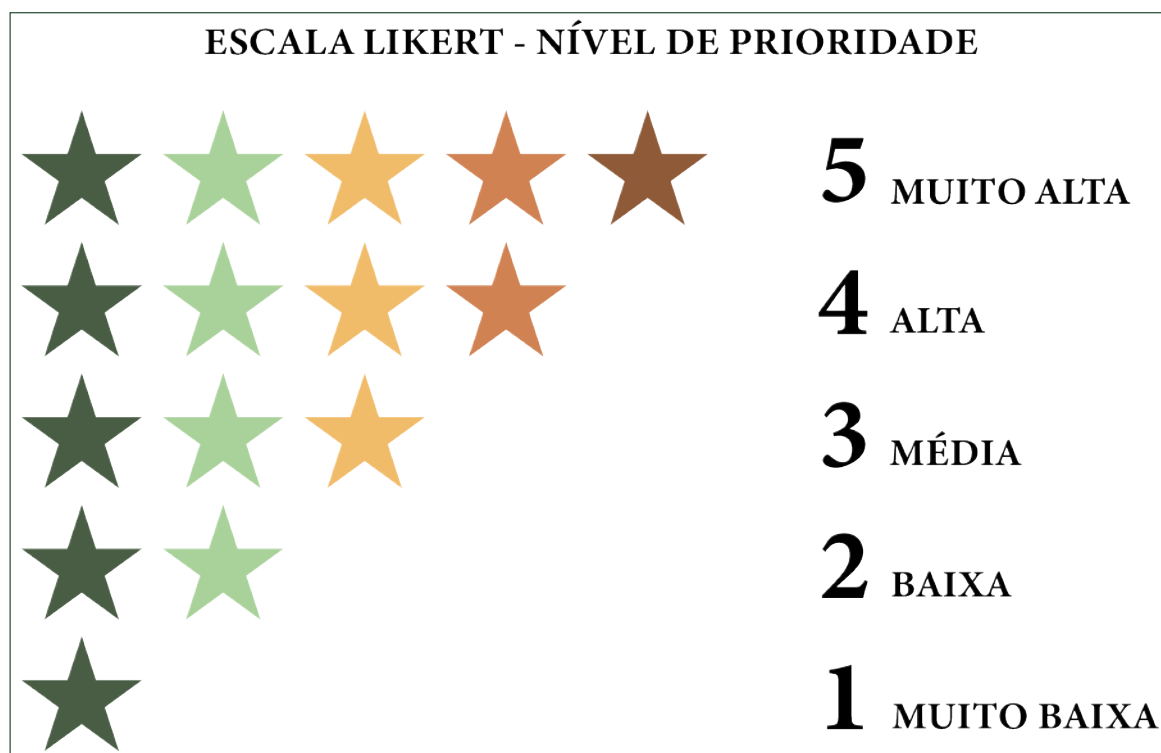 ESCALA LIKERT - NÍVEL DE PRIORIDADE
5 MUITO ALTA
4 ALTA
3 MÉDIA
2 BAIXA
1 MUITO BAIXA